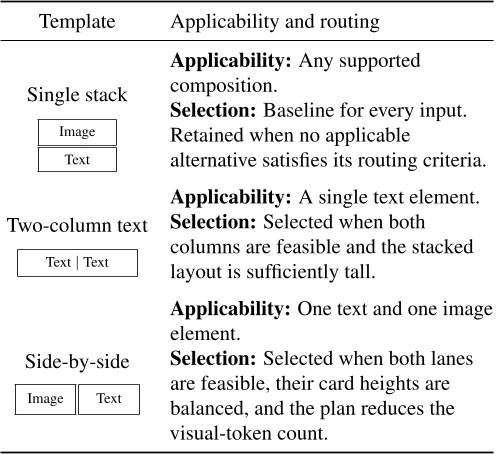 Template
Applicability and routing
Single stack
Image
Text
Applicability: Any supported
composition.
Selection: Baseline for every input.
Retained when no applicable
alternative satisfies its routing criteria.
Two-column text
Text | Text
Applicability: A single text element.
Selection: Selected when both
columns are feasible and the stacked
layout is sufficiently tall.
Side-by-side
Image
Text
Applicability: One text and one image
element.
Selection: Selected when both lanes
are feasible, their card heights are
balanced, and the plan reduces the
visual-token count.